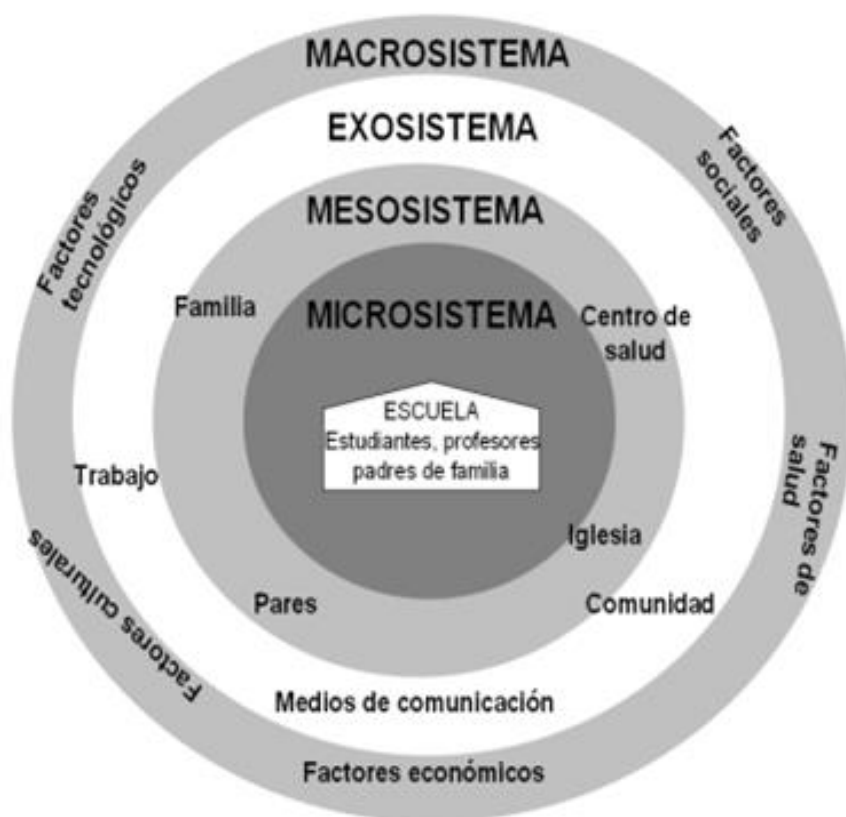 MACROSISTEMA
EXOSISTEMA
MESOSISTEMA
MICROSISTEMA
Factores
tecnológicos
Factores
sociales
Familia
Centro de
salud
ESCUELA
Estudiantes, profesores
padres de familia
Trabajo
Factores de
salud
Iglesia
Pares
Comunidad
Factores culturales
Medios de comunicación
Factores económicos